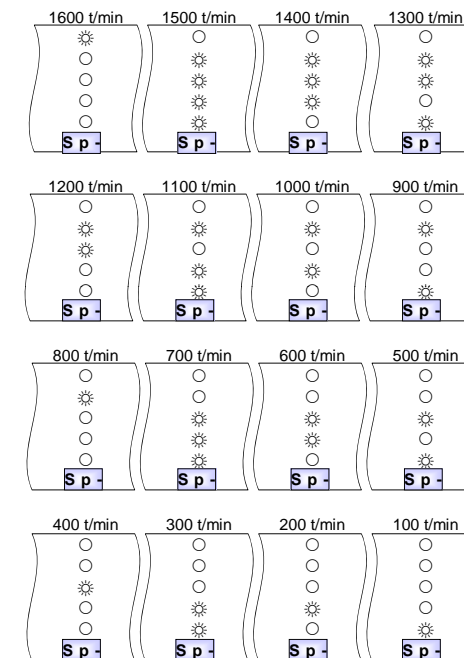 1600 t/min 1500 t/min 1400 t/min 1300 t/min
S p - S p - S p - S p -
1200 t/min 1100 t/min 1000 t/min 900 t/min
S p - S p - S p - S p -
800 t/min 700 t/min 600 t/min 500 t/min
S p - S p - S p - S p -
400 t/min 300 t/min 200 t/min 100 t/min
S p - S p - S p - S p -